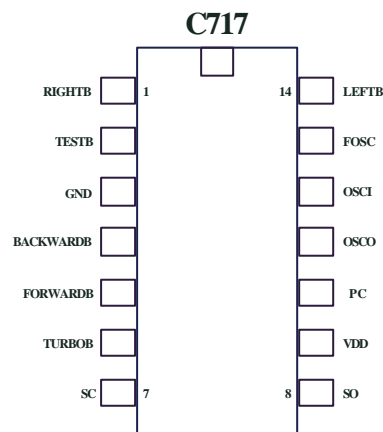 C717
RIGHTB 1 14 LEFTB
TESTB FOSC
GND OSCI
BACKWARDB OSCO
FORWARDB PC
TURBOB VDD
SC 7 8 SO